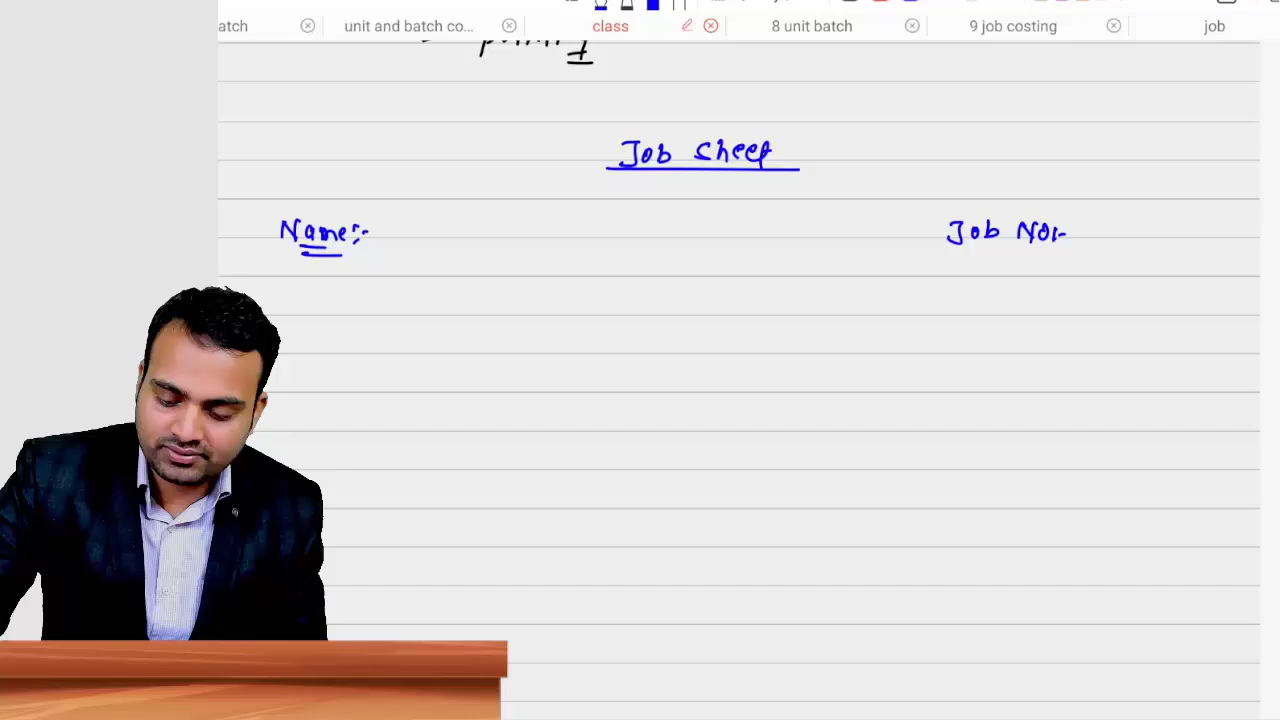 atch unit and batch co... class 8 unit batch 9 job costing job
Job Sheet
Name:-
Job No:-